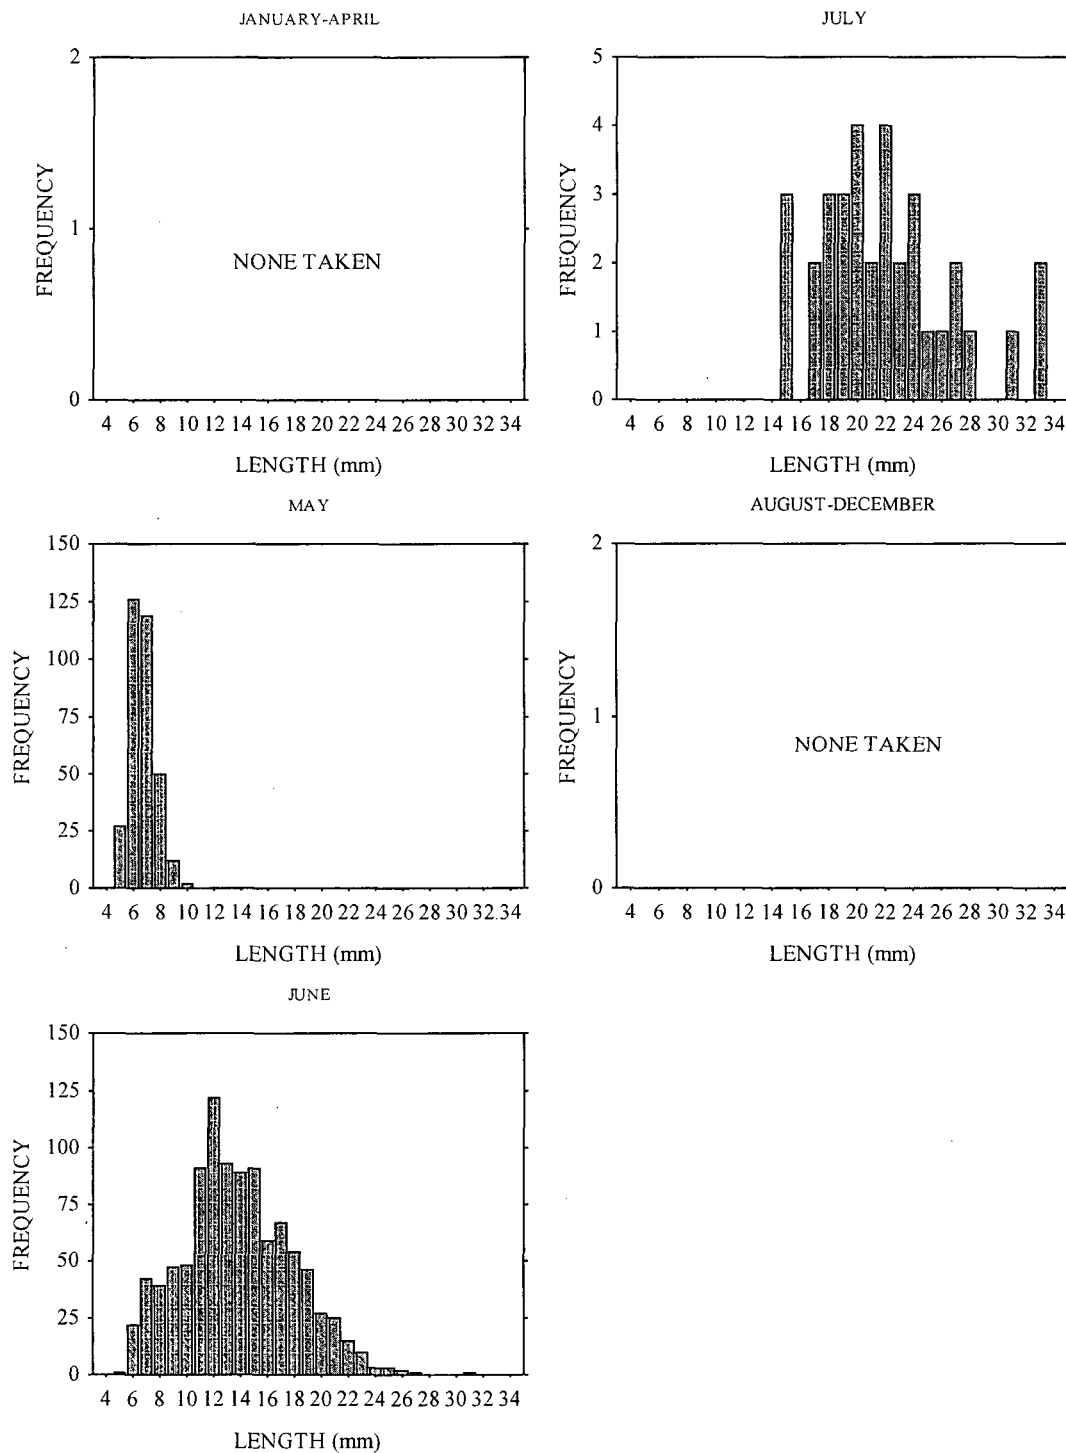 JANUARY-APRIL
2
1
0
FREQUENCY
NONE TAKEN
4 6 8 10 12 14 16 18 20 22 24 26 28 30 32 34
LENGTH (mm)
JULY
5
4
3
2
1
0
FREQUENCY
4 6 8 10 12 14 16 18 20 22 24 26 28 30 32 34
LENGTH (mm)
MAY
150
125
100
75
50
25
0
FREQUENCY
4 6 8 10 12 14 16 18 20 22 24 26 28 30 32 34
LENGTH (mm)
AUGUST-DECEMBER
2
1
0
FREQUENCY
NONE TAKEN
4 6 8 10 12 14 16 18 20 22 24 26 28 30 32 34
LENGTH (mm)
JUNE
150
125
100
75
50
25
0
FREQUENCY
4 6 8 10 12 14 16 18 20 22 24 26 28 30 32 34
LENGTH (mm)